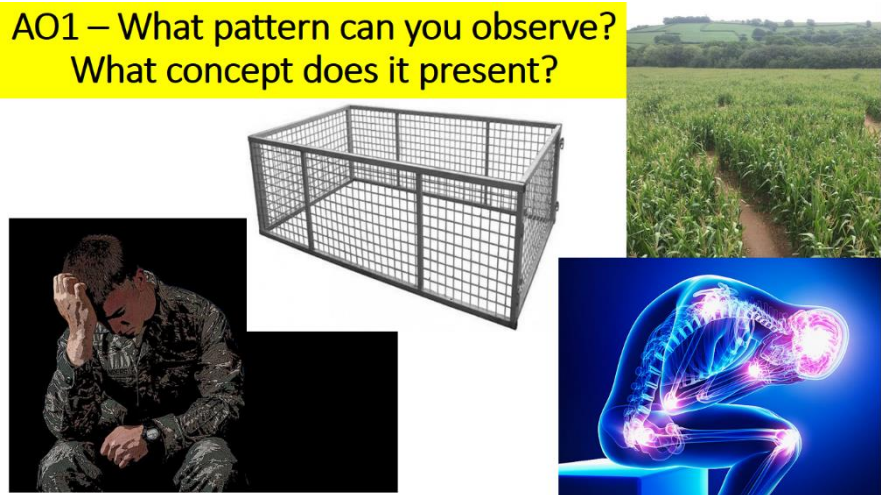 AO1 – What pattern can you observe?
What concept does it present?